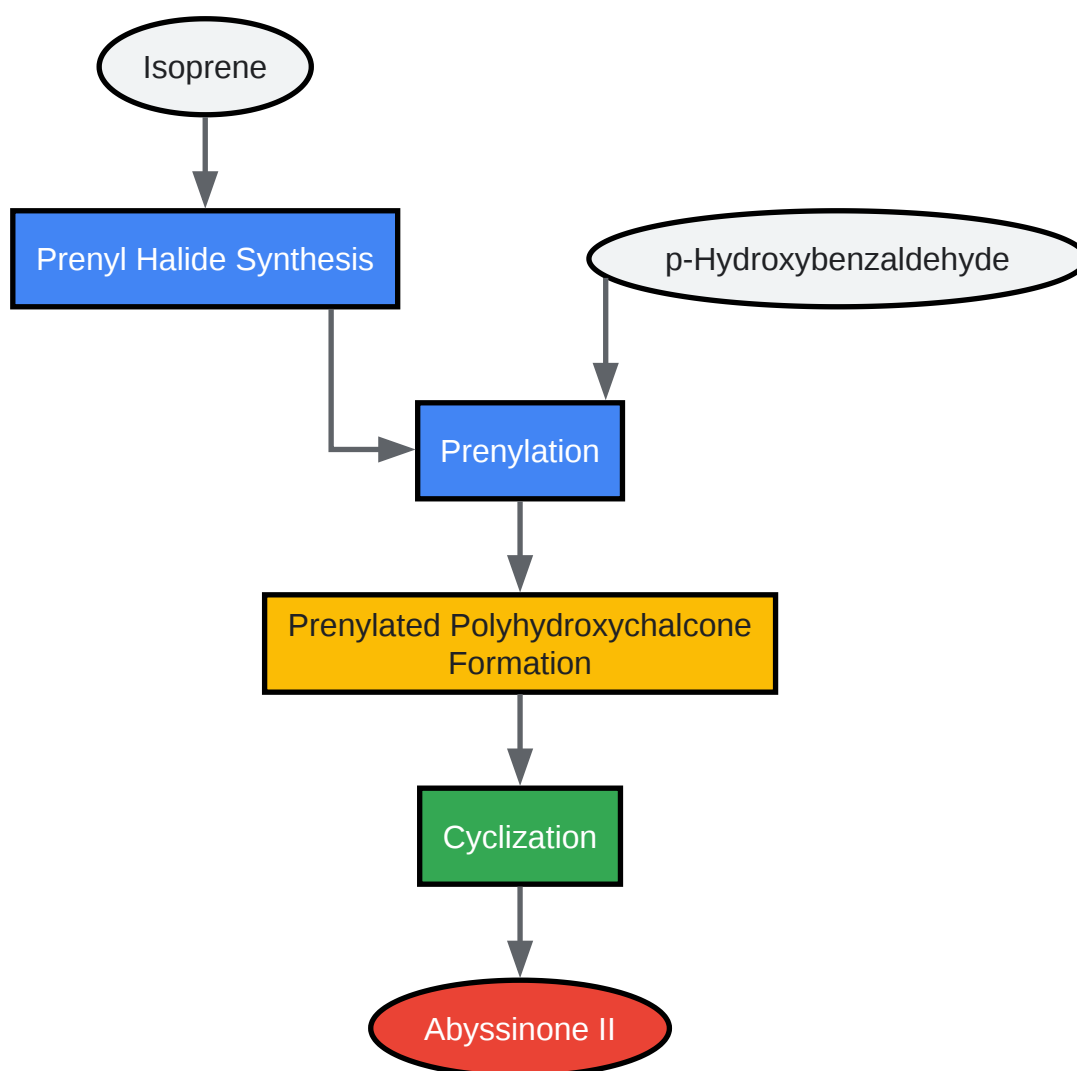 Isoprene
Prenyl Halide Synthesis
p-Hydroxybenzaldehyde
Prenylation
Prenylated Polyhydroxychalcone
Formation
Cyclization
Abyssinone II